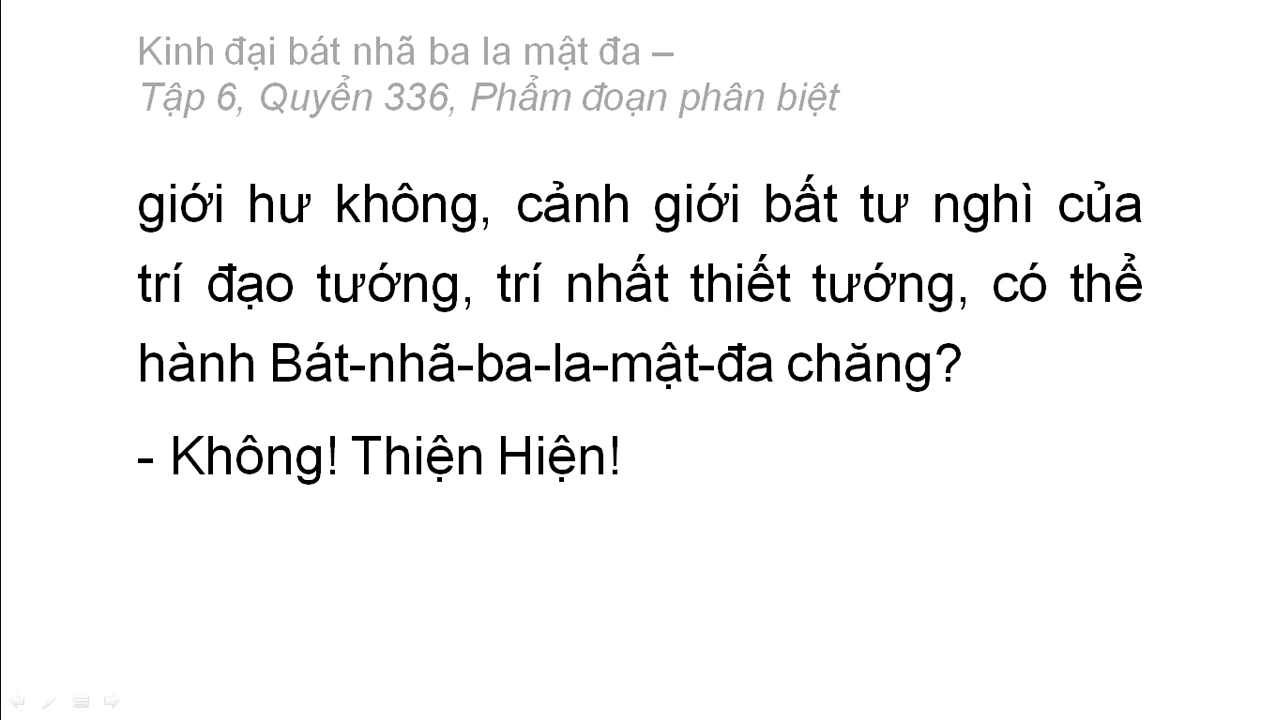 Kinh đại bát nhã ba la mật đa –
Tập 6, Quyển 336, Phẩm đoạn phân biệt
giới hư không, cảnh giới bất tư nghì của
trí đạo tướng, trí nhất thiết tướng, có thể
hành Bát-nhã-ba-la-mật-đa chăng?
- Không! Thiện Hiện!